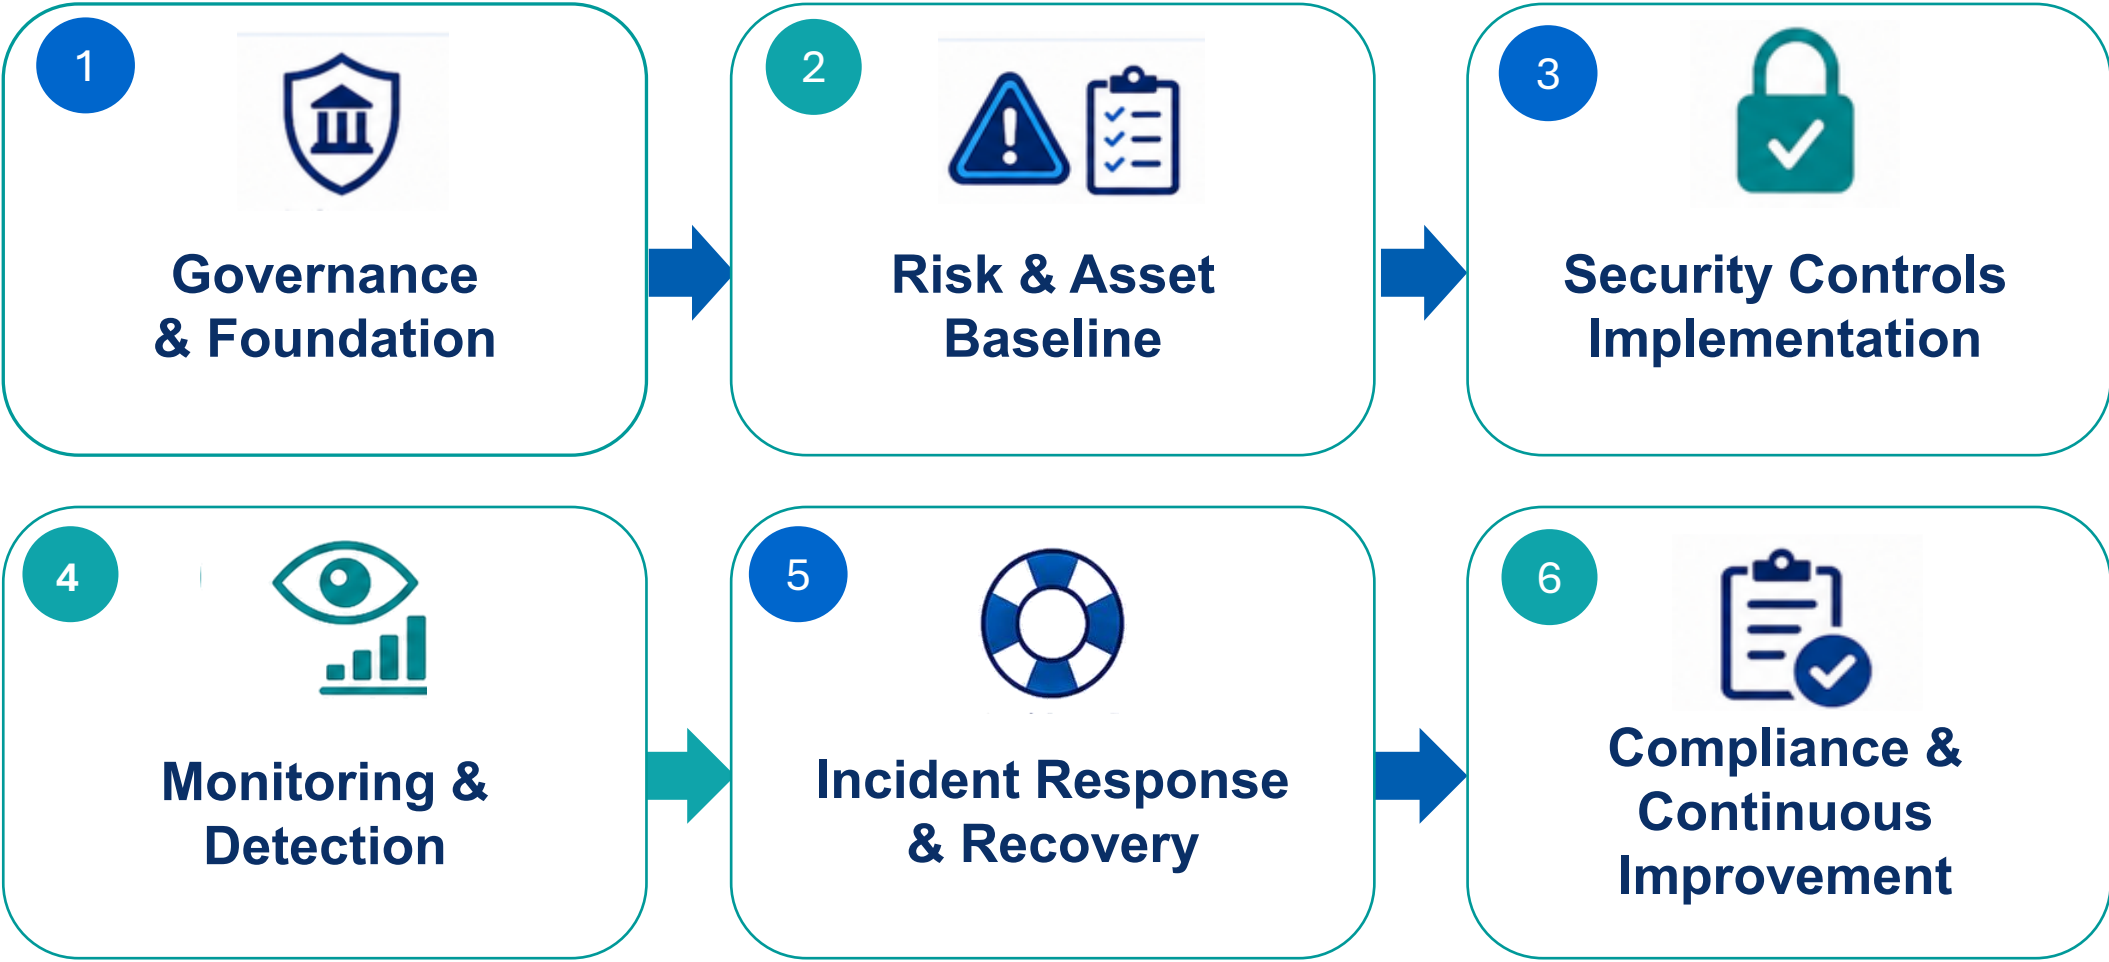 1
Governance
& Foundation
2
Risk & Asset
Baseline
3
Security Controls
Implementation
4
Monitoring &
Detection
5
Incident Response
& Recovery
6
Compliance &
Continuous
Improvement